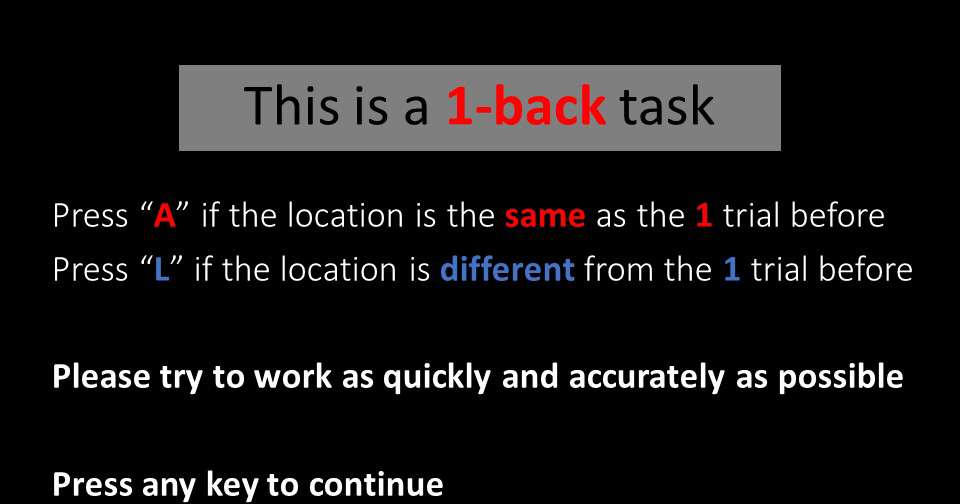 This is a 1-back task
Press “A” if the location is the same as the 1 trial before
Press “L” if the location is different from the 1 trial before
Please try to work as quickly and accurately as possible
Press any key to continue